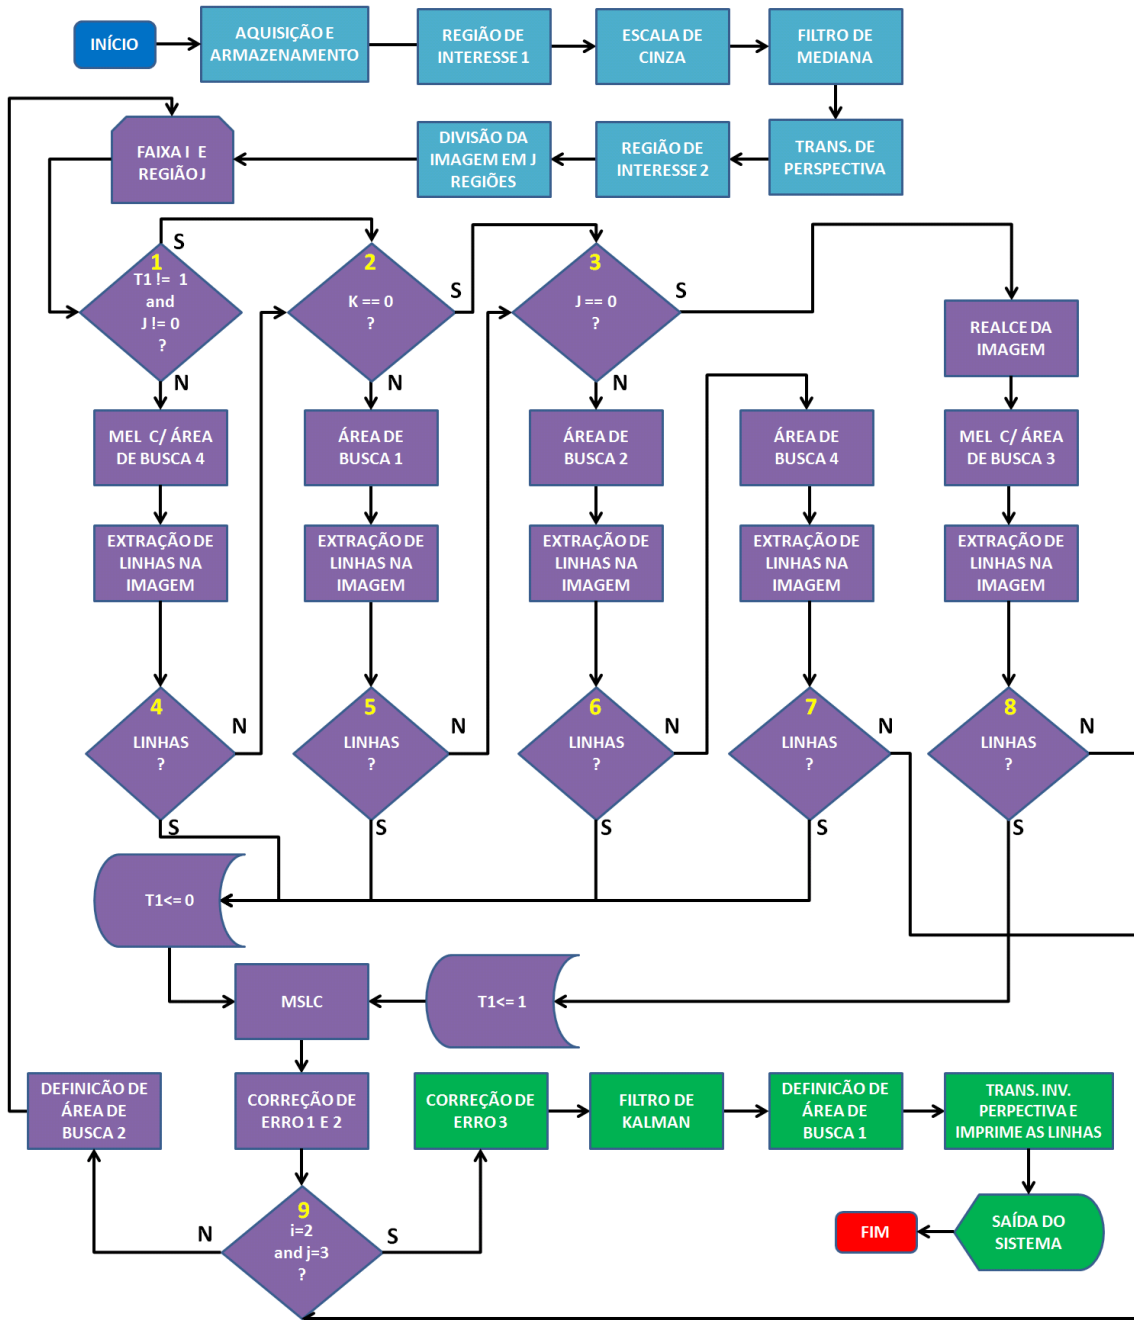 INÍCIO
AQUISIÇÃO E
ARMAZENAMENTO
REGIÃO DE
INTERESSE 1
ESCALA DE
CINZA
FILTRO DE
MEDIANA
FAIXA I E
REGIÃO J
DIVISÃO DA
IMAGEM EM J
REGIÕES
REGIÃO DE
INTERESSE 2
TRANS. DE
PERSPECTIVA
1
T1 != 1
and
J != 0
?
S
N
2
K == 0
?
S
N
3
J == 0
?
S
N
REALCE DA
IMAGEM
MEL C/ ÁREA
DE BUSCA 4
ÁREA DE
BUSCA 1
ÁREA DE
BUSCA 2
ÁREA DE
BUSCA 4
MEL C/ ÁREA
DE BUSCA 3
EXTRAÇÃO DE
LINHAS NA
IMAGEM
EXTRAÇÃO DE
LINHAS NA
IMAGEM
EXTRAÇÃO DE
LINHAS NA
IMAGEM
EXTRAÇÃO DE
LINHAS NA
IMAGEM
EXTRAÇÃO DE
LINHAS NA
IMAGEM
4
LINHAS
?
N
S
5
LINHAS
?
N
S
6
LINHAS
?
N
S
7
LINHAS
?
N
S
8
LINHAS
?
N
S
T1<= 0
MSLC
T1<= 1
DEFINICÃO DE
ÁREA DE
BUSCA 2
CORREÇÃO DE
ERRO 1 E 2
CORREÇÃO DE
ERRO 3
FILTRO DE
KALMAN
DEFINICÃO DE
ÁREA DE
BUSCA 1
TRANS. INV.
PERPECTIVA E
IMPRIME AS LINHAS
9
i=2
and j=3
?
N
S
FIM
SAÍDA DO
SISTEMA